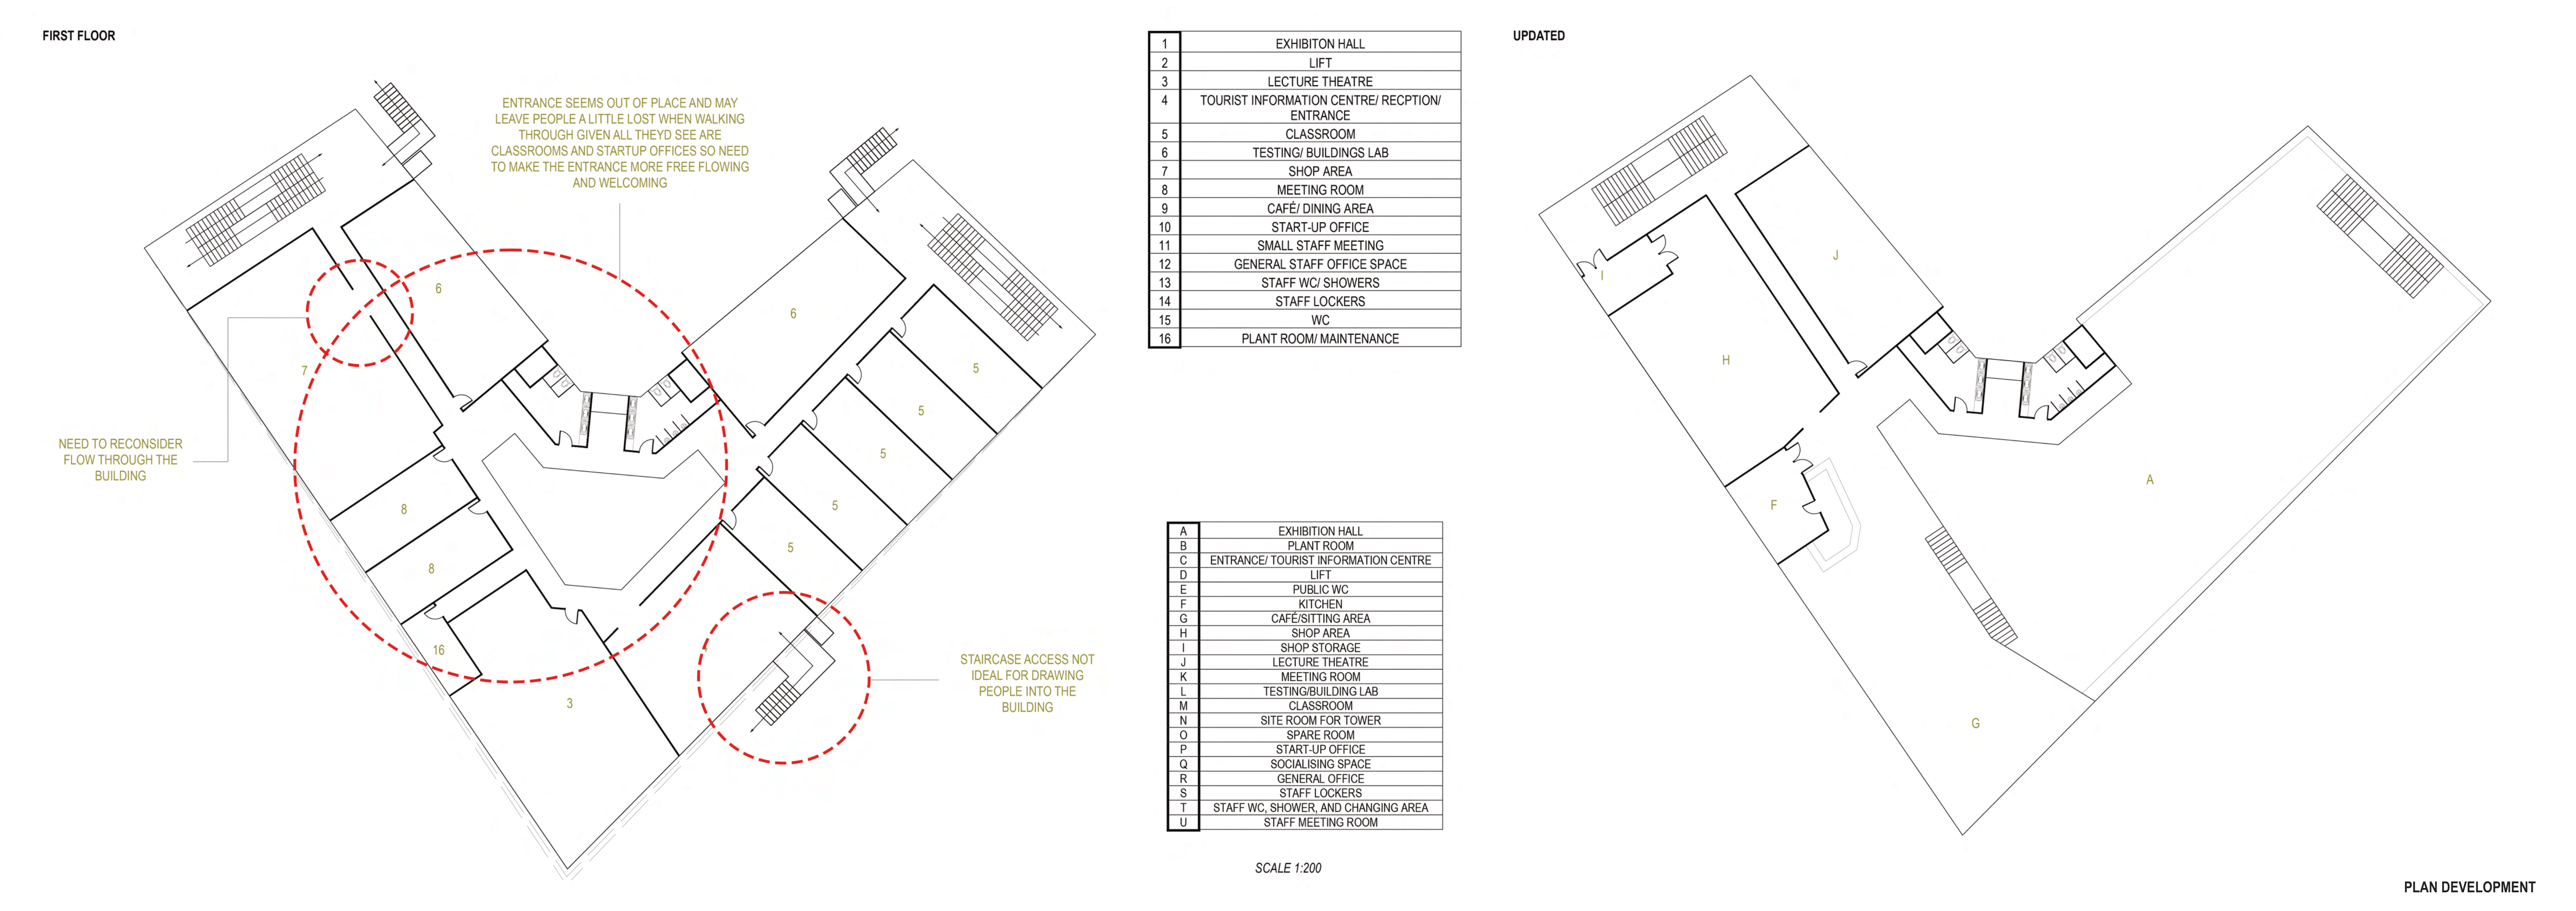 FIRST FLOOR
ENTRANCE SEEMS OUT OF PLACE AND MAY
LEAVE PEOPLE A LITTLE LOST WHEN WALKING
THROUGH GIVEN ALL THEYD SEE ARE
CLASSROOMS AND STARTUP OFFICES SO NEED
TO MAKE THE ENTRANCE MORE FREE FLOWING
AND WELCOMING
NEED TO RECONSIDER
FLOW THROUGH THE
BUILDING
STAIRCASE ACCESS NOT
IDEAL FOR DRAWING
PEOPLE INTO THE
BUILDING
6
6
7
5
5
5
5
5
8
8
16
3
1 EXHIBITON HALL
2 LIFT
3 LECTURE THEATRE
4 TOURIST INFORMATION CENTRE/ RECPTION/
ENTRANCE
5 CLASSROOM
6 TESTING/ BUILDINGS LAB
7 SHOP AREA
8 MEETING ROOM
9 CAFÉ/ DINING AREA
10 START-UP OFFICE
11 SMALL STAFF MEETING
12 GENERAL STAFF OFFICE SPACE
13 STAFF WC/ SHOWERS
14 STAFF LOCKERS
15 WC
16 PLANT ROOM/ MAINTENANCE
A EXHIBITION HALL
B PLANT ROOM
C ENTRANCE/ TOURIST INFORMATION CENTRE
D LIFT
E PUBLIC WC
F KITCHEN
G CAFÉ/SITTING AREA
H SHOP AREA
I SHOP STORAGE
J LECTURE THEATRE
K MEETING ROOM
L TESTING/BUILDING LAB
M CLASSROOM
N SITE ROOM FOR TOWER
O SPARE ROOM
P START-UP OFFICE
Q SOCIALISING SPACE
R GENERAL OFFICE
S STAFF LOCKERS
T STAFF WC, SHOWER, AND CHANGING AREA
U STAFF MEETING ROOM
SCALE 1:200
UPDATED
I
J
H
F
A
G
PLAN DEVELOPMENT